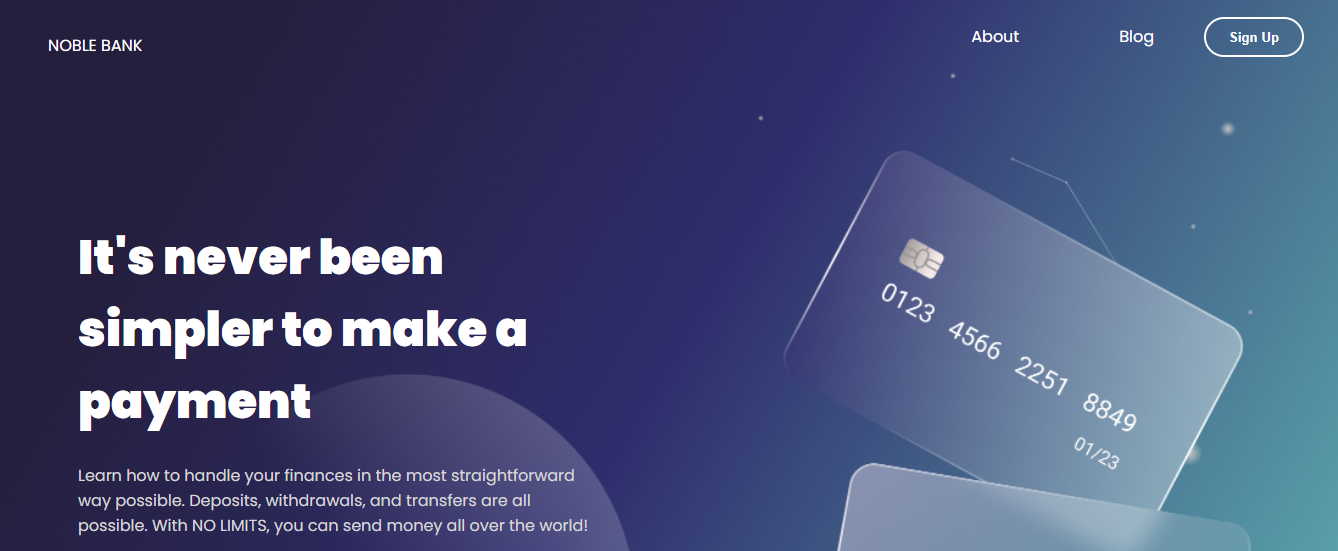 NOBLE BANK
About
Blog
Sign Up
It's never been
simpler to make a
payment
Learn how to handle your finances in the most straightforward
way possible. Deposits, withdrawals, and transfers are all
possible. With NO LIMITS, you can send money all over the world!
0123 4566 2251 8849
01/23